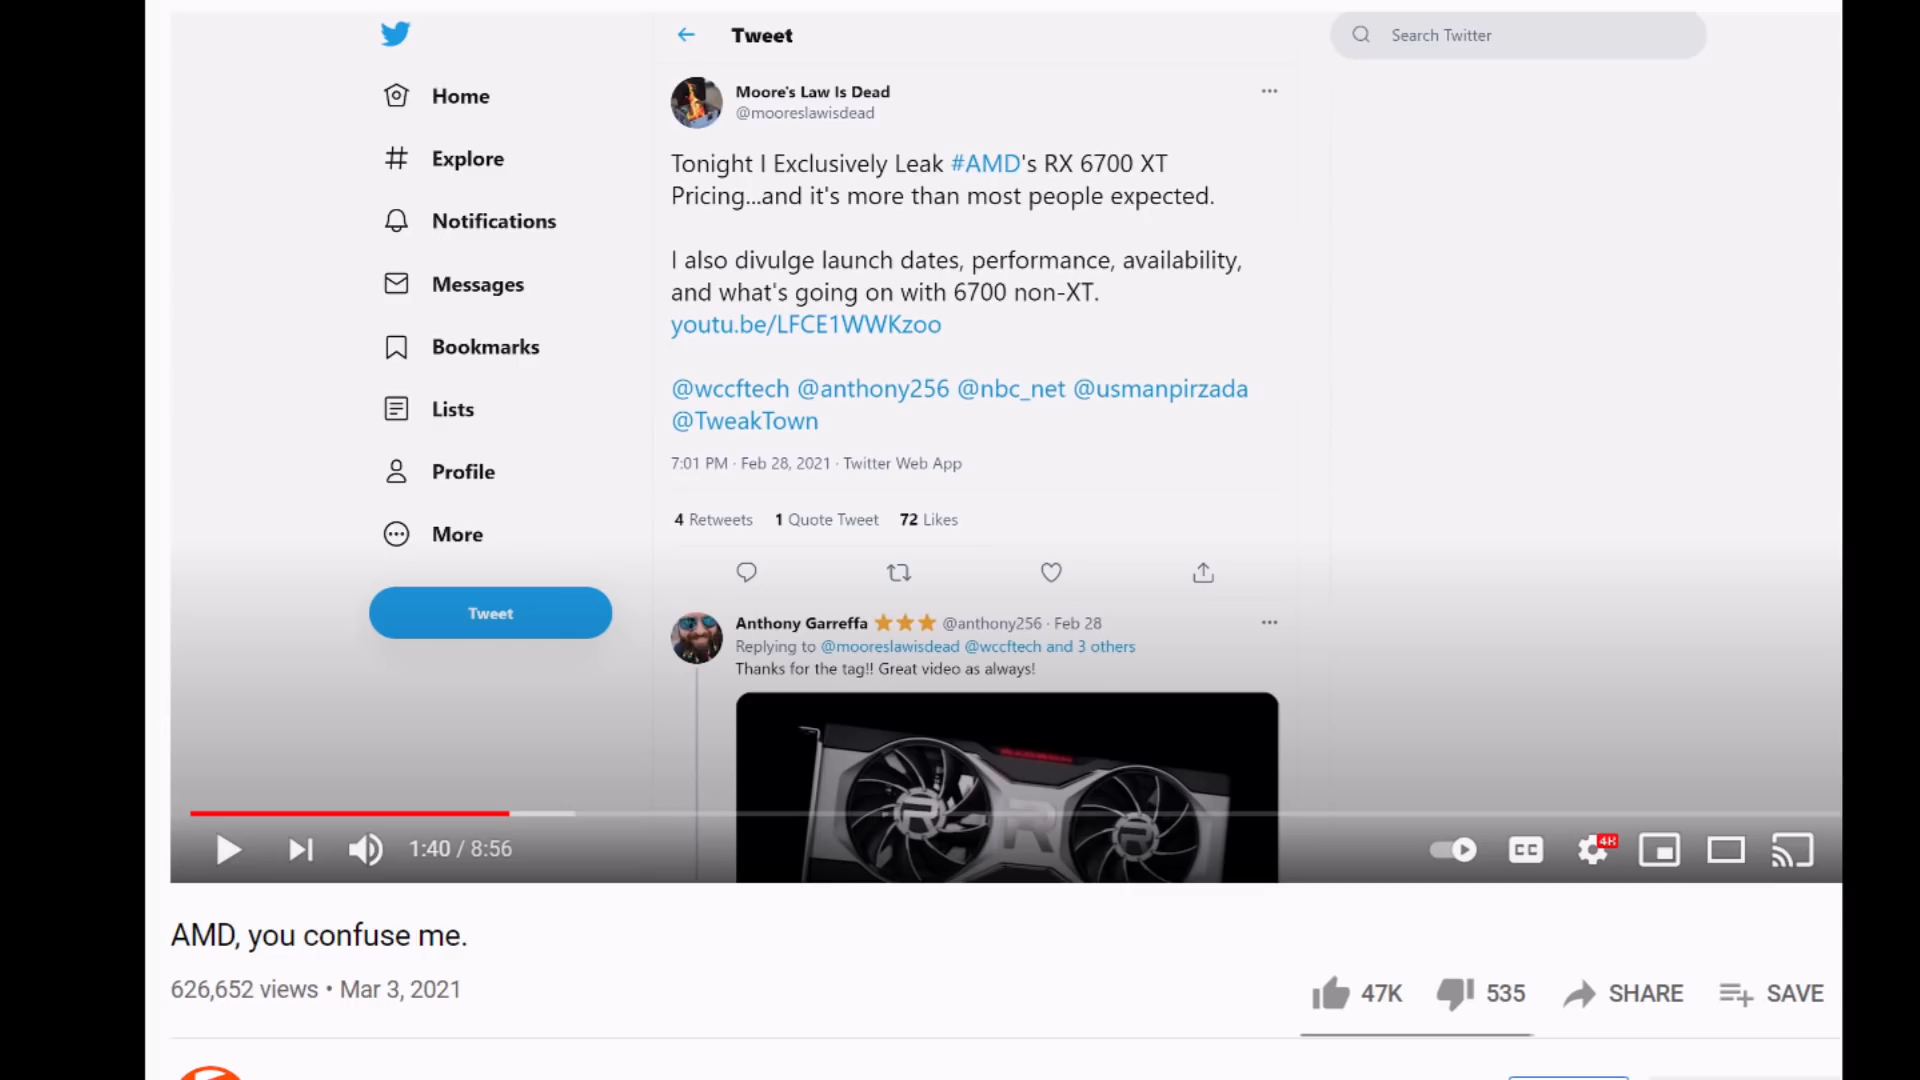 Tweet
Search Twitter
Home
Explore
Notifications
Messages
Bookmarks
Lists
Profile
More
Tweet
Moore's Law Is Dead
@mooreslawisdead
Tonight I Exclusively Leak #AMD's RX 6700 XT
Pricing...and it's more than most people expected.
I also divulge launch dates, performance, availability,
and what's going on with 6700 non-XT.
youtu.be/LFCE1WWKzoo
@wccftech @anthony256 @nbc_net @usmanpirzada
@TweakTown
7:01 PM · Feb 28, 2021 · Twitter Web App
4 Retweets 1 Quote Tweet 72 Likes
Anthony Garreffa @anthony256 · Feb 28
Replying to @mooreslawisdead @wccftech and 3 others
Thanks for the tag!! Great video as always!
R R R
1:40 / 8:56
CC
4K
AMD, you confuse me.
626,652 views • Mar 3, 2021
47K 535 SHARE SAVE